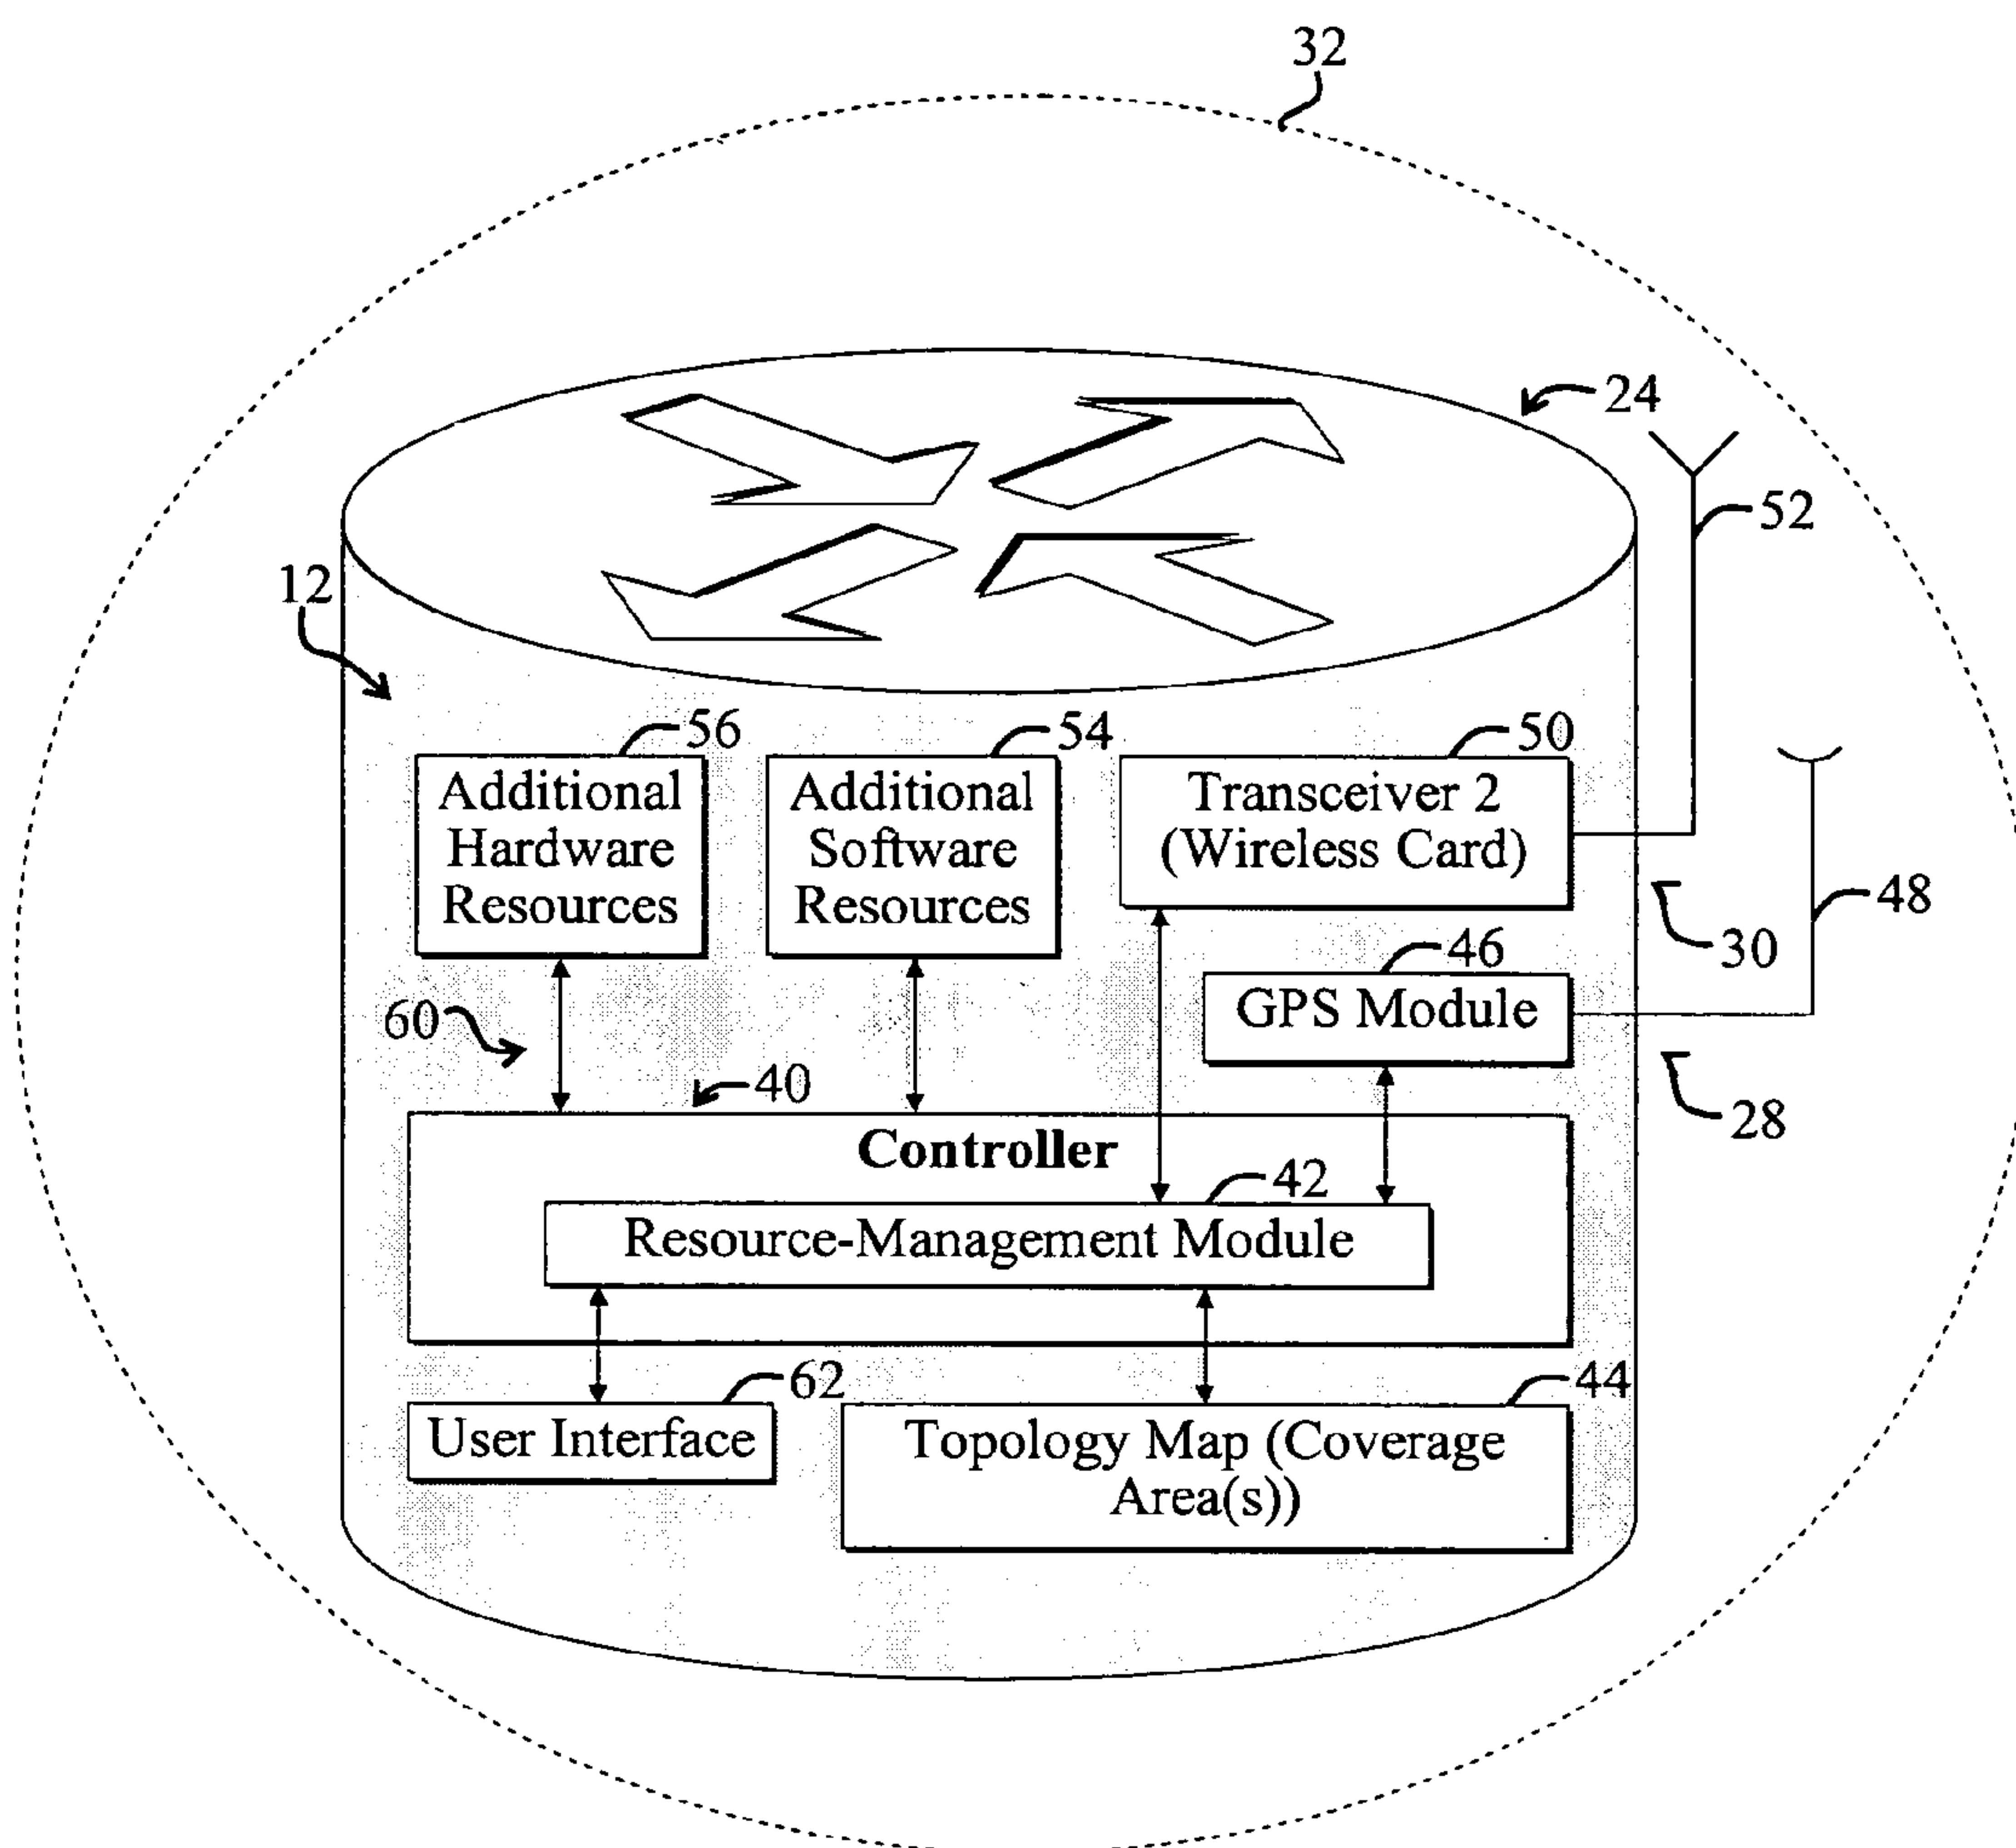 32
24
52
12
56
54
50
Additional
Hardware
Resources
Additional
Software
Resources
Transceiver 2
(Wireless Card)
48
30
46
GPS Module
60
40
28
Controller
42
Resource-Management Module
62
44
User Interface
Topology Map (Coverage
Area(s))